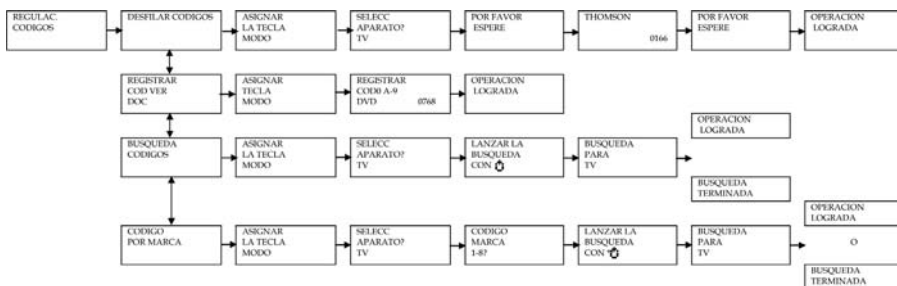 REGULAC.
CODIGOS
DESFILAR CODIGOS
ASIGNAR
LA TECLA
MODO
SELECC
APARATO?
TV
POR FAVOR
ESPERE
THOMSON
0166
POR FAVOR
ESPERE
OPERACION
LOGRADA
REGISTRAR
COD VER
DOC
ASIGNAR
TECLA
MODO
REGISTRAR
COD0 A-9
DVD 0768
OPERACION
LOGRADA
BUSQUEDA
CODIGOS
ASIGNAR
LA TECLA
MODO
SELECC
APARATO?
TV
LANZAR LA
BUSQUEDA
CON
BUSQUEDA
PARA
TV
OPERACION
LOGRADA
BUSQUEDA
TERMINADA
CODIGO
POR MARCA
ASIGNAR
LA TECLA
MODO
SELECC
APARATO?
TV
CODIGO
MARCA
1-8?
LANZAR LA
BUSQUEDA
CON
BUSQUEDA
PARA
TV
OPERACION
LOGRADA
O
BUSQUEDA
TERMINADA